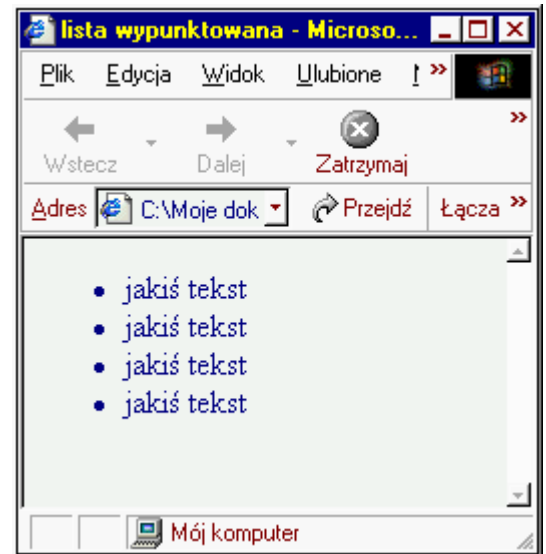 lista wypunktowana - Microso...
Plik Edycja Widok Ulubione »
Wstecz Dalej Zatrzymaj »
Adres C:\Moje dok Przejdź Łącza »
• jakiś tekst
• jakiś tekst
• jakiś tekst
• jakiś tekst
Mój komputer